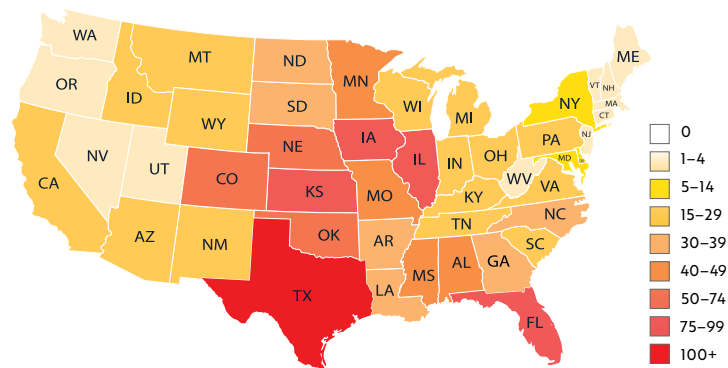 WA
MT
ND
MN
ME
OR
ID
SD
WI
MI
VT
NH
MA
CT
NY
WY
NE
IA
IL
IN
OH
PA
NJ
MD
DE
NV
UT
CO
KS
MO
KY
WV
VA
CA
AZ
NM
OK
AR
TN
NC
SC
TX
LA
MS
AL
GA
FL
0
1–4
5–14
15–29
30–39
40–49
50–74
75–99
100+